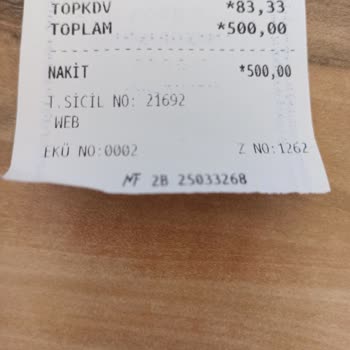 TOPKDV *83,33
TOPLAM *500,00
NAKİT *500,00
T.SİCİL NO: 21692
WEB
EKÜ NO:0002 Z NO:1262
MF 2B 25033268